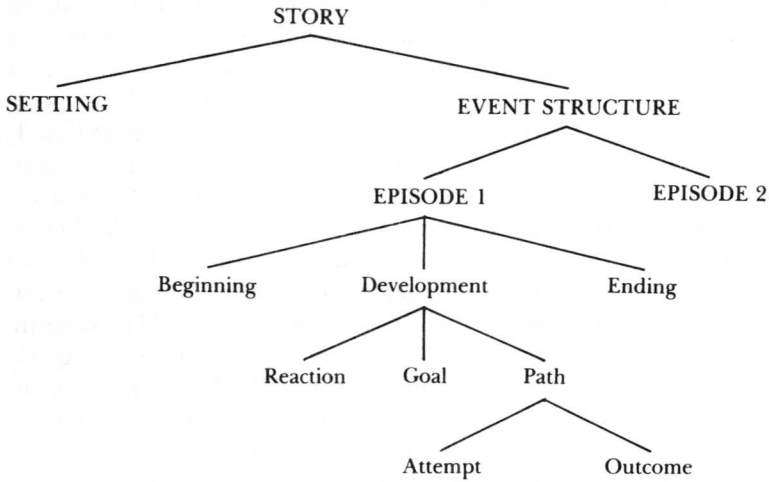 STORY
SETTING EVENT STRUCTURE
EPISODE 1 EPISODE 2
Beginning Development Ending
Reaction Goal Path
Attempt Outcome